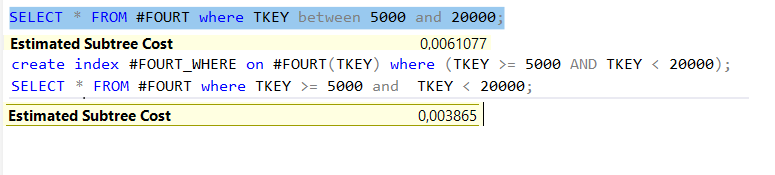 SELECT * FROM #FOURT where TKEY between 5000 and 20000;
Estimated Subtree Cost 0,0061077
create index #FOURT_WHERE on #FOURT(TKEY) where (TKEY >= 5000 AND TKEY < 20000);
SELECT * FROM #FOURT where TKEY >= 5000 and  TKEY < 20000;
Estimated Subtree Cost 0,003865